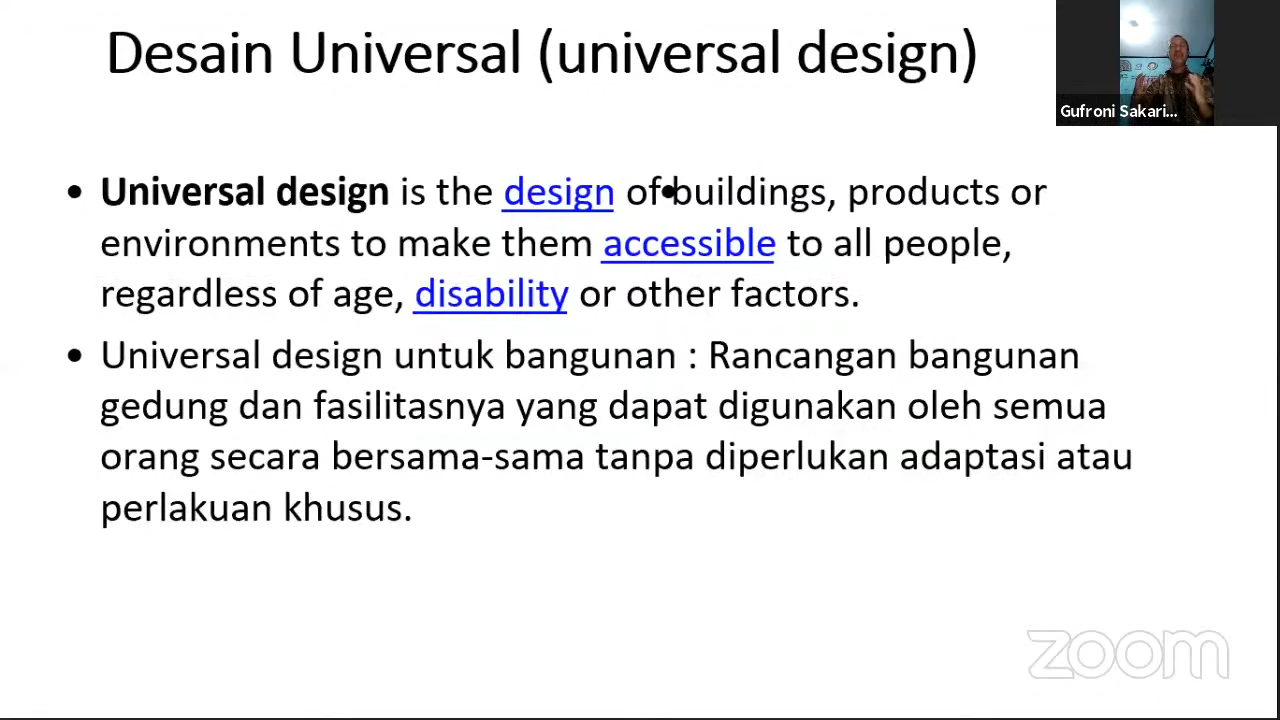 Desain Universal (universal design)
Gufroni Sakari...
• Universal design is the design of •buildings, products or
environments to make them accessible to all people,
regardless of age, disability or other factors.
• Universal design untuk bangunan : Rancangan bangunan
gedung dan fasilitasnya yang dapat digunakan oleh semua
orang secara bersama-sama tanpa diperlukan adaptasi atau
perlakuan khusus.
zoom